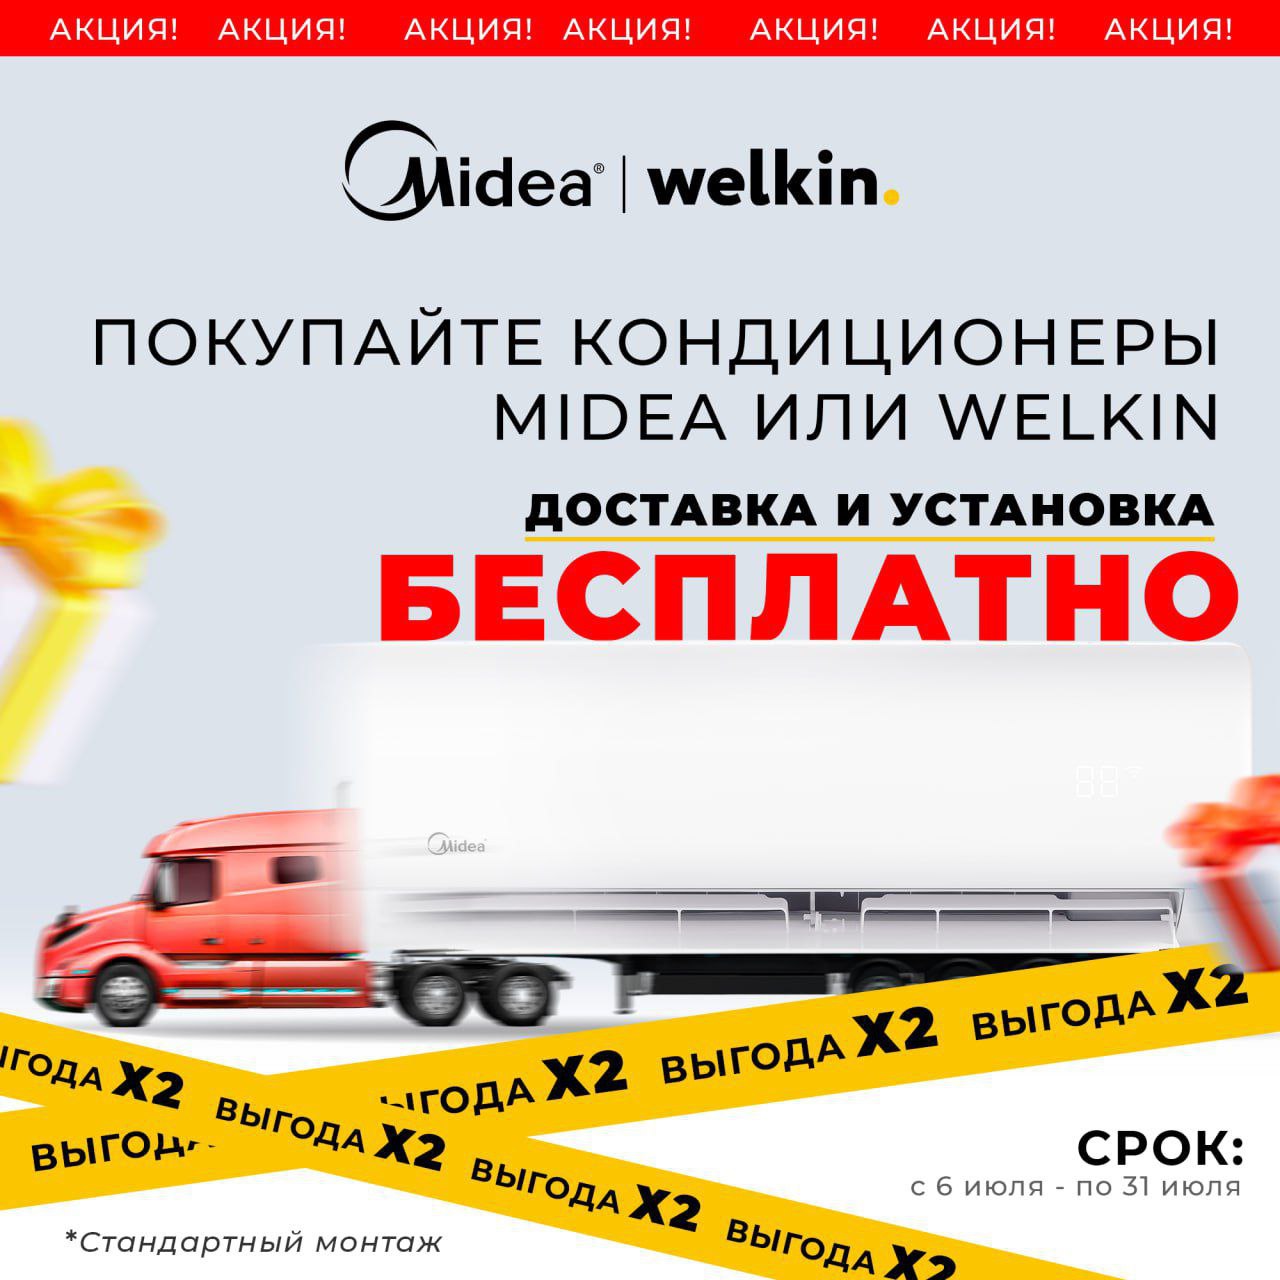 АКЦИЯ! АКЦИЯ! АКЦИЯ! АКЦИЯ! АКЦИЯ! АКЦИЯ! АКЦИЯ!
Midea® | welkin.
ПОКУПАЙТЕ КОНДИЦИОНЕРЫ
MIDEA ИЛИ WELKIN
ДОСТАВКА И УСТАНОВКА
БЕСПЛАТНО
Midea
ВЫГОДА X2 ВЫГОДА X2 ВЫГОДА X2
ВЫГОДА X2 ВЫГОДА X2 ВЫГОДА X2 ВЫГОДА X2
ВЫГОДА
СРОК:
с 6 июля - по 31 июля
*Стандартный монтаж